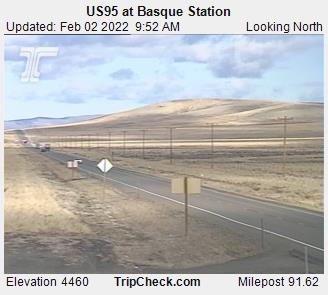 US95 at Basque Station
Updated: Feb 02 2022 9:52 AM Looking North
Elevation 4460 TripCheck.com Milepost 91.62